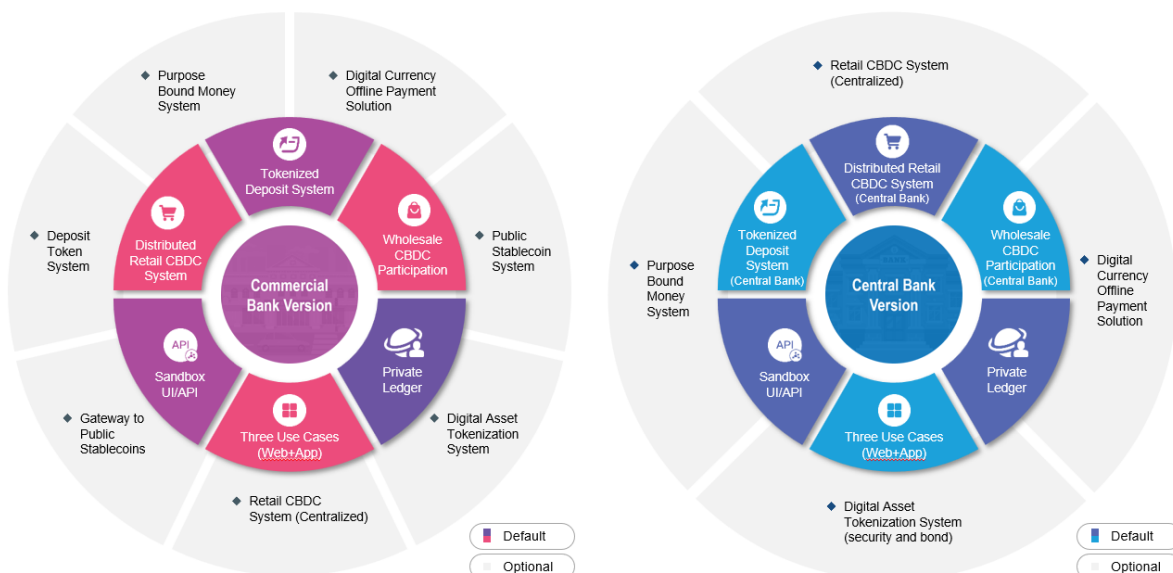 Purpose
Bound Money
System
Digital Currency
Offline Payment
Solution
Deposit
Token
System
Public
Stablecoin
System
Gateway to
Public
Stablecoins
Digital Asset
Tokenization
System
Retail CBDC
System (Centralized)
Tokenized
Deposit System
Distributed
Retail CBDC
System
Wholesale
CBDC
Participation
Commercial
Bank Version
API
Sandbox
UI/API
Private
Ledger
Three Use Cases
(Web+App)
Default
Optional
Retail CBDC System
(Centralized)
Purpose
Bound
Money
System
Digital
Currency
Offline
Payment
Solution
Digital Asset
Tokenization System
(security and bond)
Distributed Retail
CBDC System
(Central Bank)
Tokenized
Deposit
System
(Central Bank)
Wholesale
CBDC
Participation
(Central Bank)
Central Bank
Version
API
Sandbox
UI/API
Private
Ledger
Three Use Cases
(Web+App)
Default
Optional